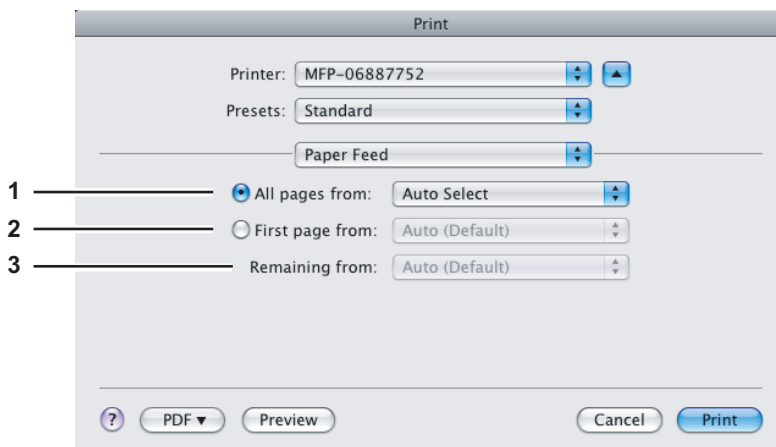 Print
Printer: MFP-06887752
Presets: Standard
Paper Feed
1 All pages from: Auto Select
2 First page from: Auto (Default)
3 Remaining from: Auto (Default)
? PDF ▼ Preview Cancel Print